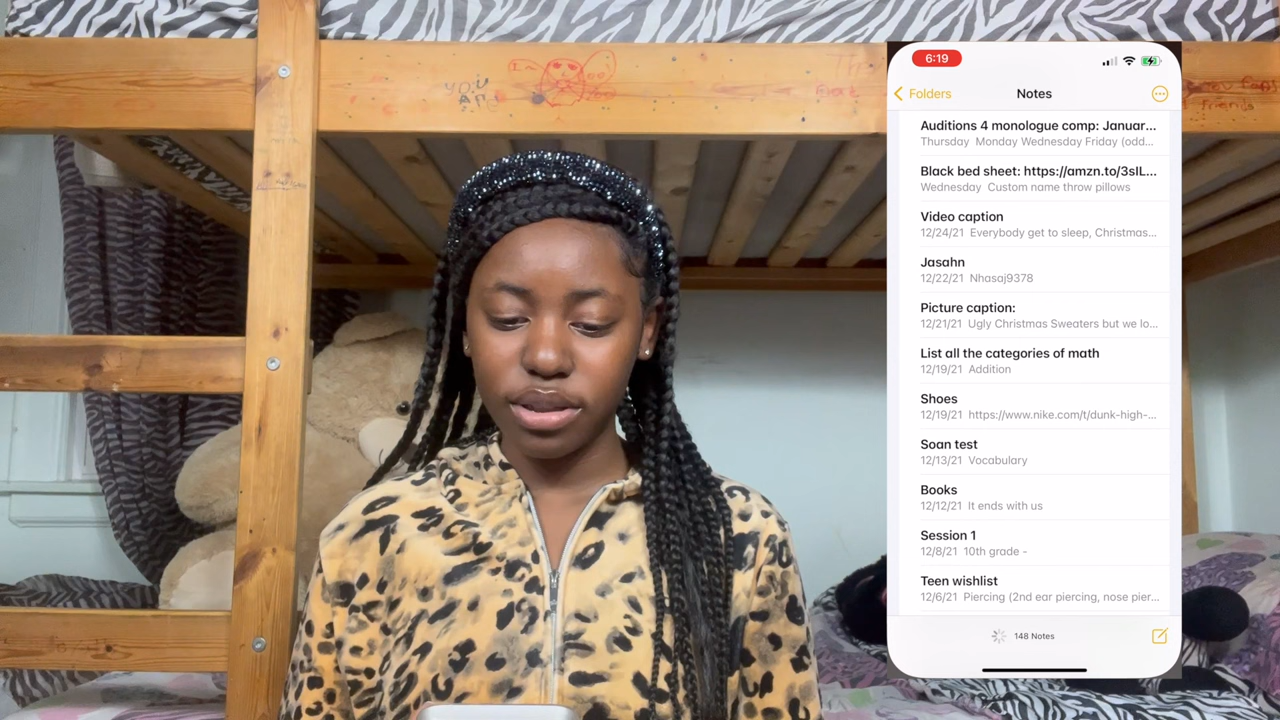 YOU
6:19
Folders
Notes
Auditions 4 monologue comp: Januar...
Thursday Monday Wednesday Friday (odd...
Black bed sheet: https://amzn.to/3sIL...
Wednesday Custom name throw pillows
Video caption
12/24/21 Everybody get to sleep, Christmas...
Jasahn
12/22/21 Nhasaj9378
Picture caption:
12/21/21 Ugly Christmas Sweaters but we lo...
List all the categories of math
12/19/21 Addition
Shoes
12/19/21 https://www.nike.com/t/dunk-high-...
Soan test
12/13/21 Vocabulary
Books
12/12/21 It ends with us
Session 1
12/8/21 10th grade -
Teen wishlist
12/6/21 Piercing (2nd ear piercing, nose pier...
148 Notes